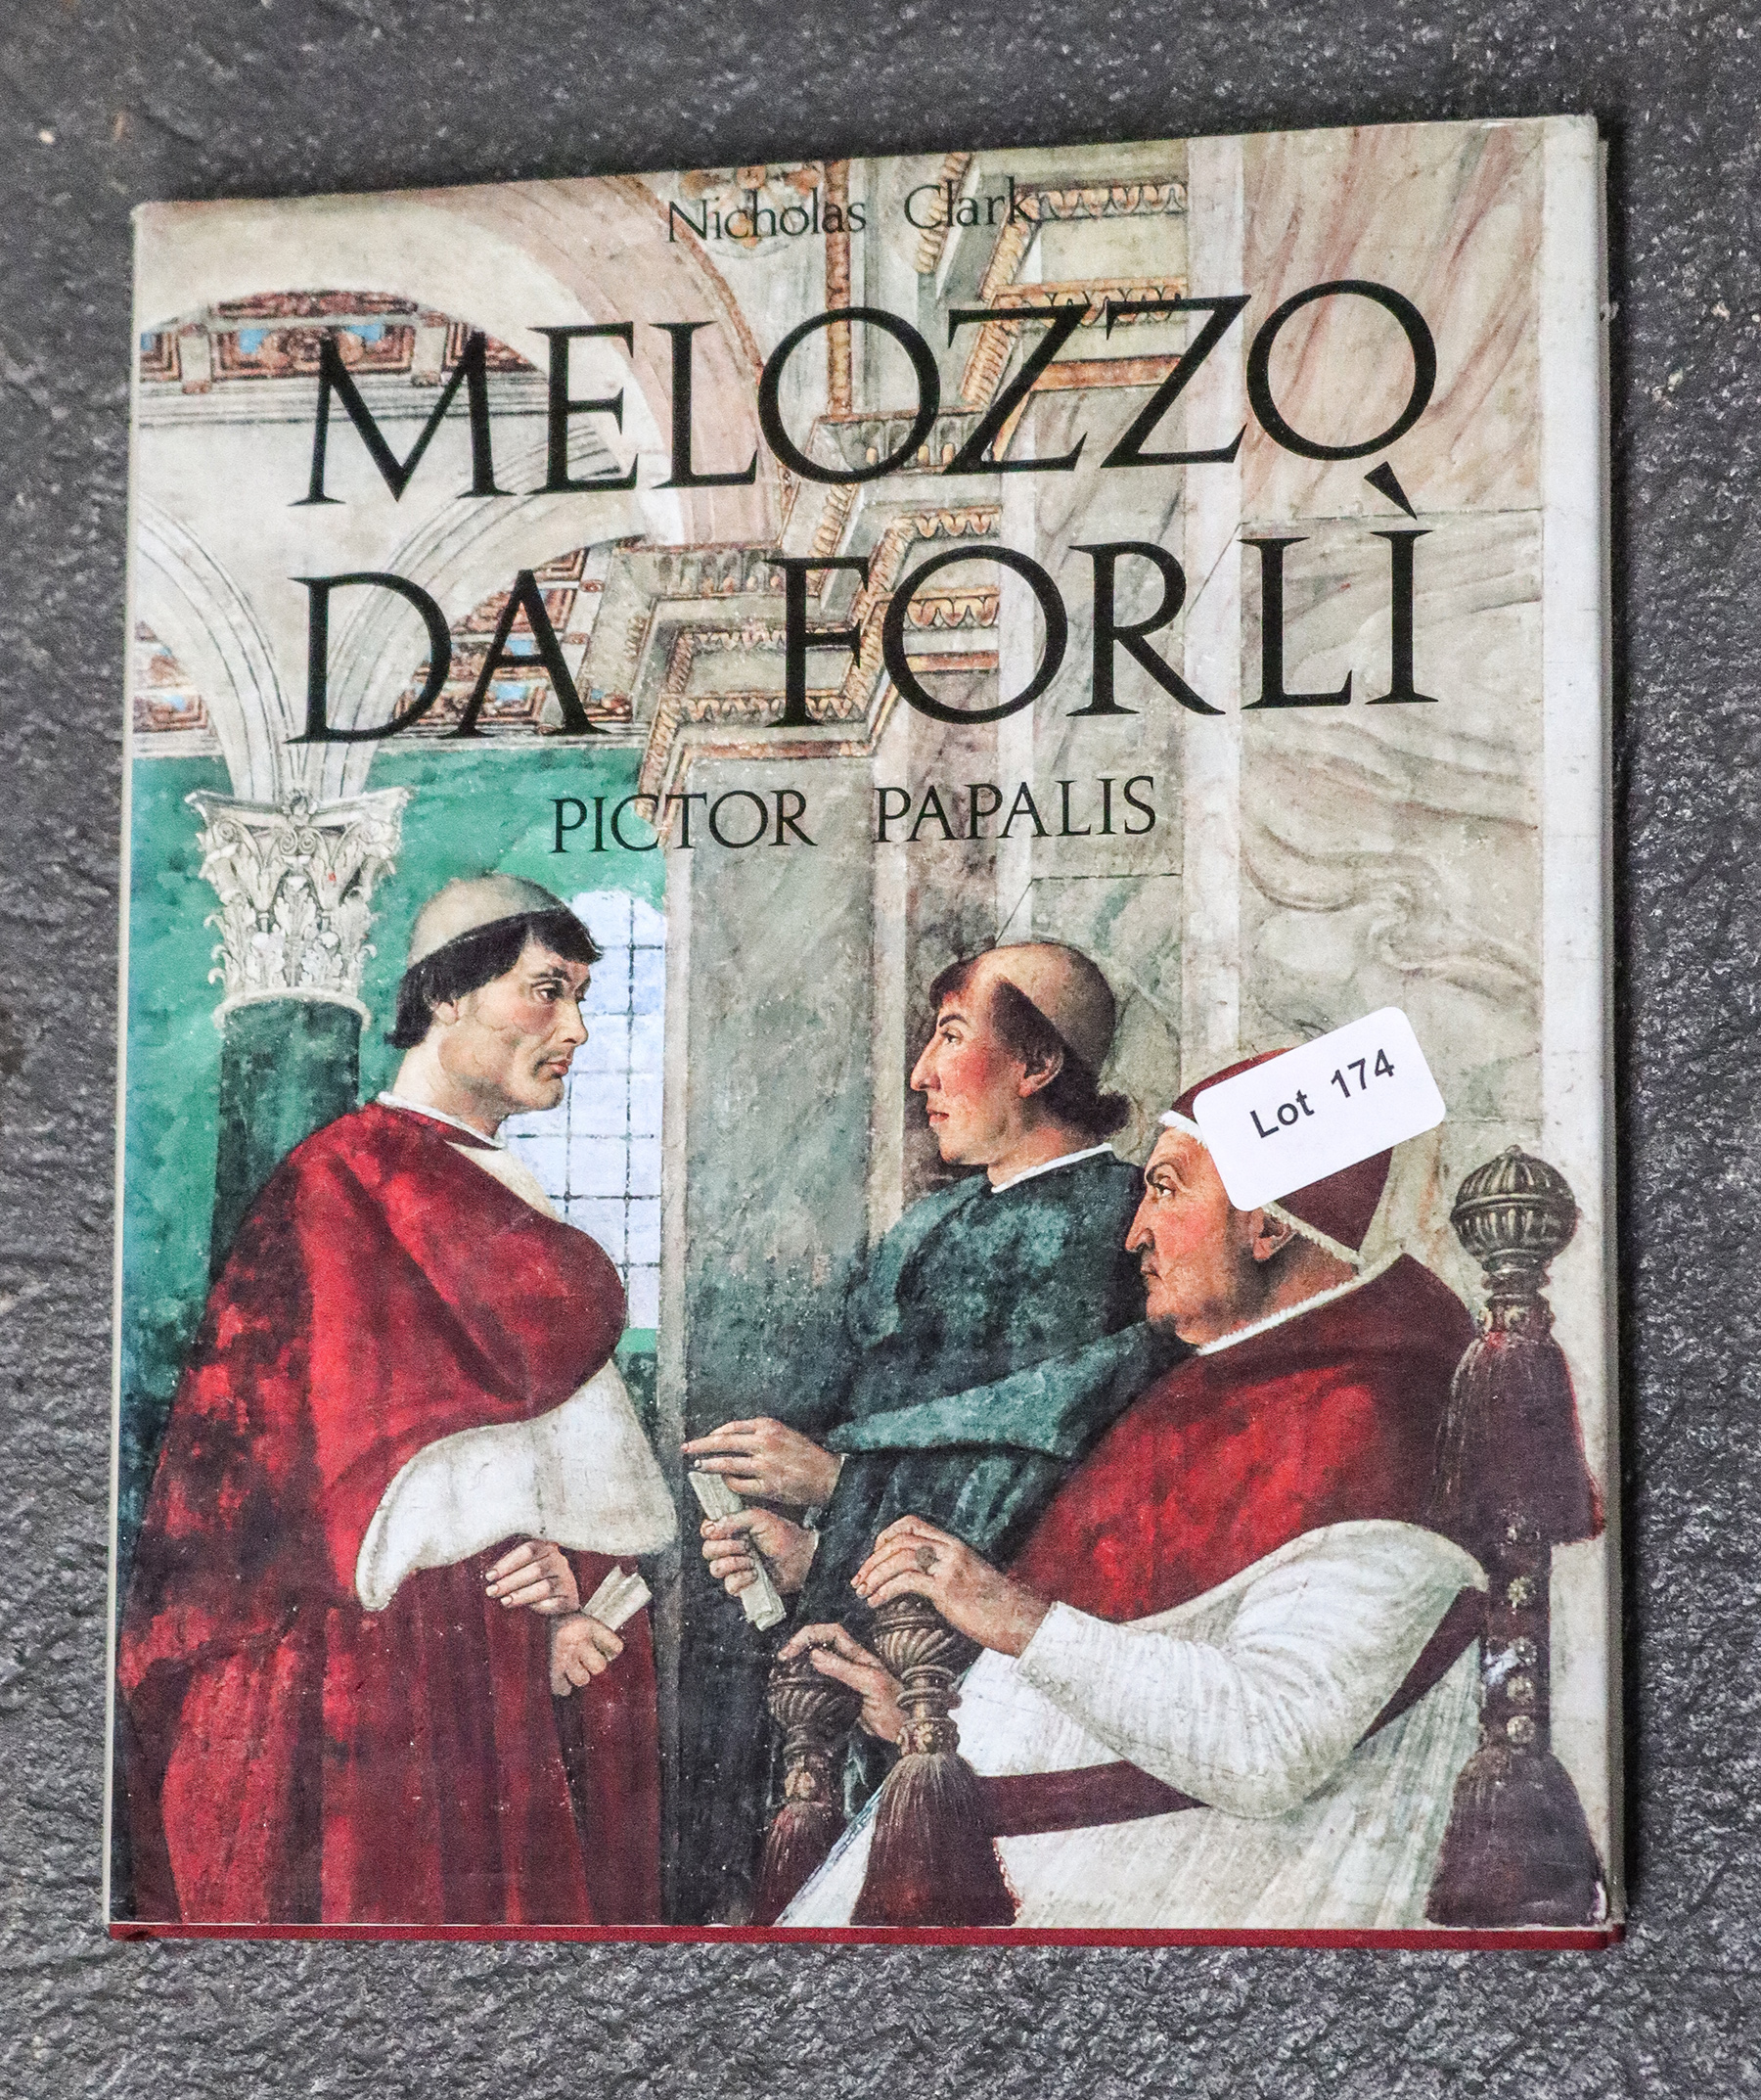 Nicholas Clark
MELOZZO
DA FORLÌ
PICTOR PAPALIS
Lot 174